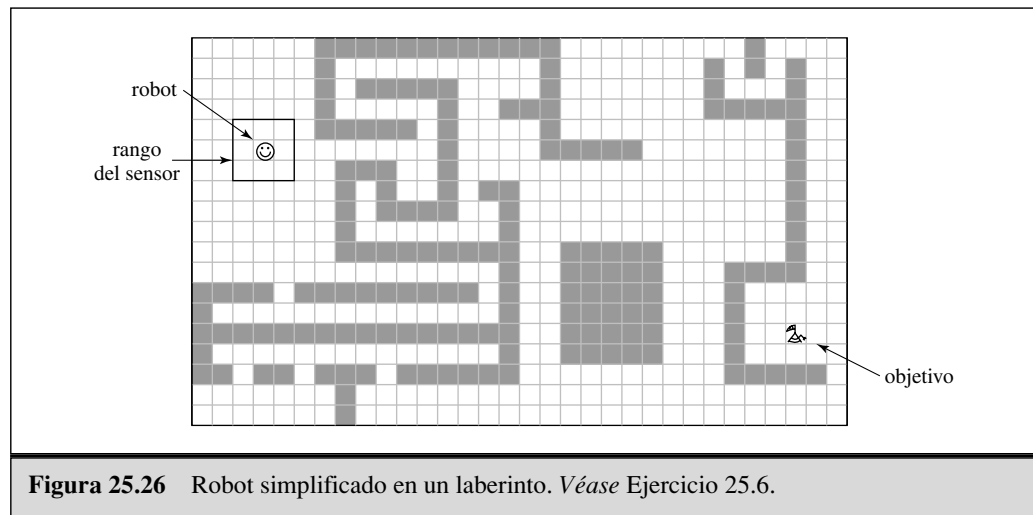 robot
rango
del sensor
objetivo
Figura 25.26 Robot simplificado en un laberinto. Véase Ejercicio 25.6.